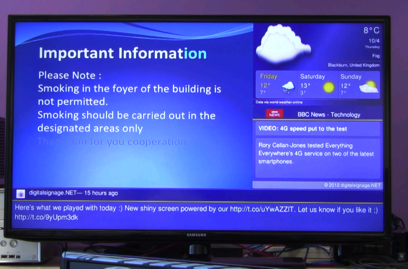 Important Information
Please Note :
Smoking in the foyer of the building is
not permitted.
Smoking should be carried out in the
designated areas only
for you cooperation
8°C
10/4
Thursday
Fog
Blackburn, United Kingdom
Friday
Saturday
Sunday
12°
13°
12°
Data via world weather online
BBC News - Technology
VIDEO: 4G speed put to the test
Rory Cellan-Jones tested Everything
Everywhere's 4G service on two of the latest
smartphones.
© 2012 digitalsignage.NET
digitalsignage.NET— 15 hours ago
Here's what we played with today :) New shiny screen powered by our http://t.co/uYwAZZIT. Let us know if you like it ;)
http://t.co/9yUpm3dk
SAMSUNG